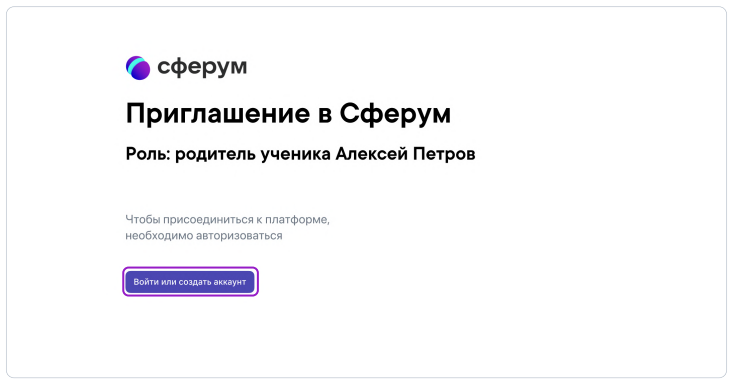 сферум
Приглашение в Сферум
Роль: родитель ученика Алексей Петров
Чтобы присоединиться к платформе,
необходимо авторизоваться
Войти или создать аккаунт